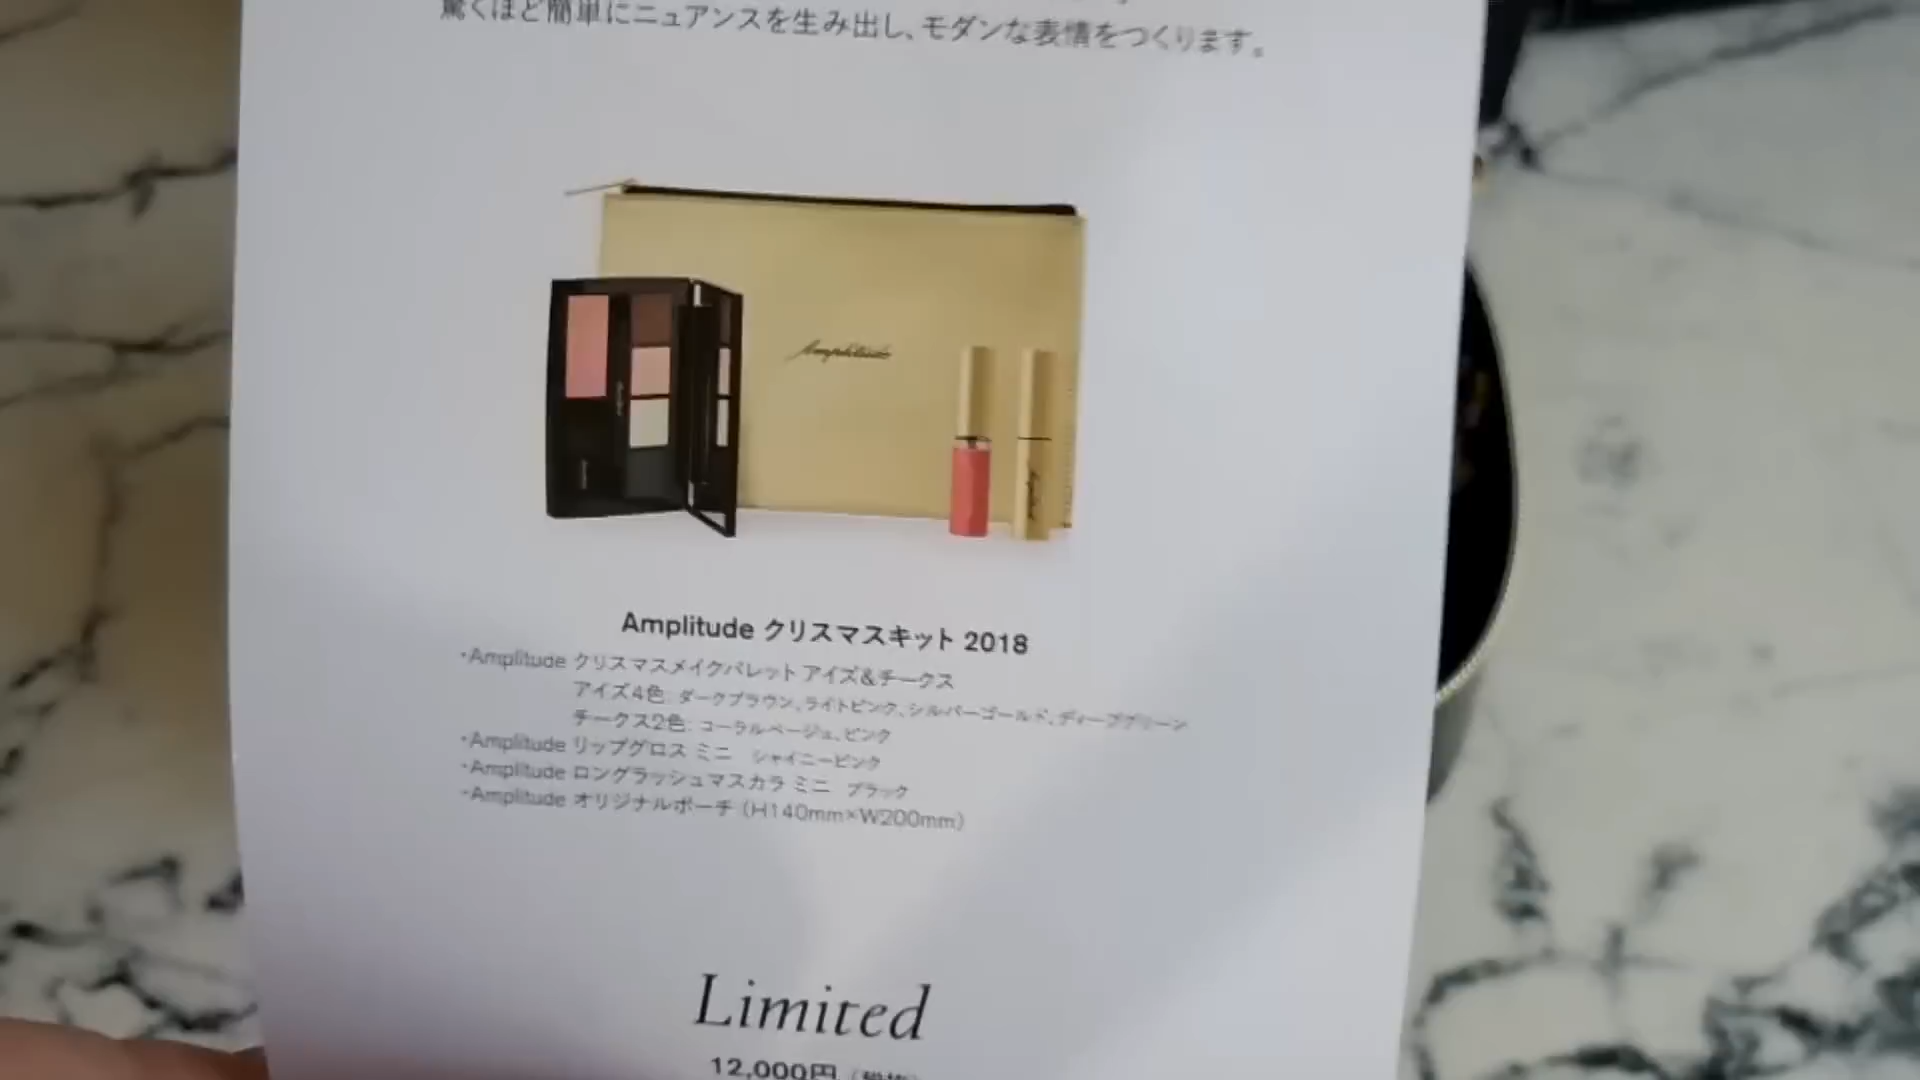 驚くほど簡単にニュアンスを生み出し、モダンな表情をつくります。
Amplitude
Amplitude クリスマスキット 2018
・Amplitude クリスマスメイクパレット アイズ&チークス
アイズ4色: ダークブラウン、ライトピンク、シルバーゴールド、ディープグリーン
チークス2色: コーラルベージュ、ピンク
・Amplitude リップグロス ミニ シャイニーピンク
・Amplitude ロングラッシュマスカラ ミニ ブラック
・Amplitude オリジナルポーチ (H140mm×W200mm)
Limited
12,000円